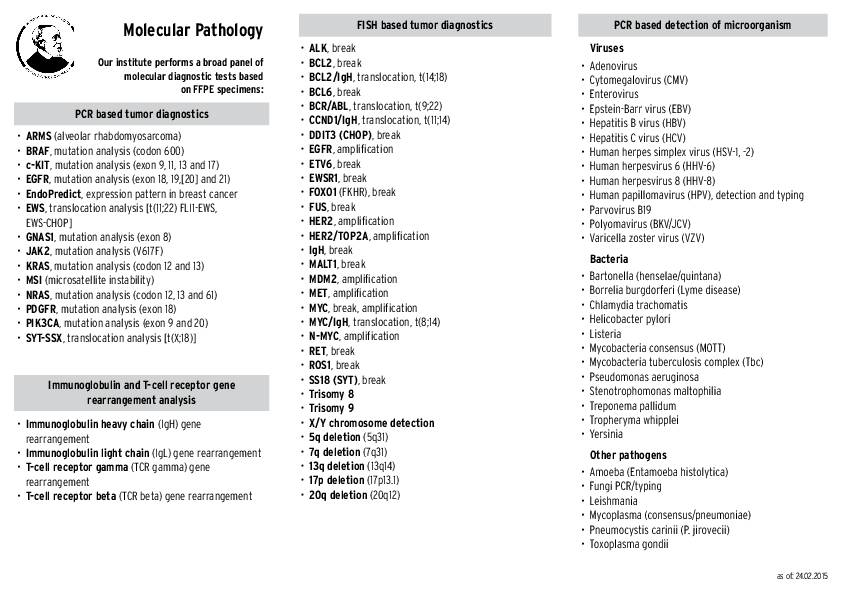 Molecular Pathology
Our institute performs a broad panel of
molecular diagnostic tests based
on FFPE specimens:
PCR based tumor diagnostics
• ARMS (alveolar rhabdomyosarcoma)
• BRAF, mutation analysis (codon 600)
• c-KIT, mutation analysis (exon 9, 11, 13 and 17)
• EGFR, mutation analysis (exon 18, 19,[20] and 21)
• EndoPredict, expression pattern in breast cancer
• EWS, translocation analysis [t(11;22) FLI1-EWS,
EWS-CHOP]
• GNAS1, mutation analysis (exon 8)
• JAK2, mutation analysis (V617F)
• KRAS, mutation analysis (codon 12 and 13)
• MSI (microsatellite instability)
• NRAS, mutation analysis (codon 12, 13 and 61)
• PDGFR, mutation analysis (exon 18)
• PIK3CA, mutation analysis (exon 9 and 20)
• SYT-SSX, translocation analysis [t(X;18)]
Immunoglobulin and T-cell receptor gene
rearrangement analysis
• Immunoglobulin heavy chain (IgH) gene
rearrangement
• Immunoglobulin light chain (IgL) gene rearrangement
• T-cell receptor gamma (TCR gamma) gene
rearrangement
• T-cell receptor beta (TCR beta) gene rearrangement
FISH based tumor diagnostics
• ALK, break
• BCL2, break
• BCL2/IgH, translocation, t(14;18)
• BCL6, break
• BCR/ABL, translocation, t(9;22)
• CCND1/IgH, translocation, t(11;14)
• DDIT3 (CHOP), break
• EGFR, amplification
• ETV6, break
• EWSR1, break
• FOXO1 (FKHR), break
• FUS, break
• HER2, amplification
• HER2/TOP2A, amplification
• IgH, break
• MALT1, break
• MDM2, amplification
• MET, amplification
• MYC, break, amplification
• MYC/IgH, translocation, t(8;14)
• N-MYC, amplification
• RET, break
• ROS1, break
• SS18 (SYT), break
• Trisomy 8
• Trisomy 9
• X/Y chromosome detection
• 5q deletion (5q31)
• 7q deletion (7q31)
• 13q deletion (13q14)
• 17p deletion (17p13.1)
• 20q deletion (20q12)
PCR based detection of microorganism
Viruses
• Adenovirus
• Cytomegalovirus (CMV)
• Enterovirus
• Epstein-Barr virus (EBV)
• Hepatitis B virus (HBV)
• Hepatitis C virus (HCV)
• Human herpes simplex virus (HSV-1, -2)
• Human herpesvirus 6 (HHV-6)
• Human herpesvirus 8 (HHV-8)
• Human papillomavirus (HPV), detection and typing
• Parvovirus B19
• Polyomavirus (BKV/JCV)
• Varicella zoster virus (VZV)
Bacteria
• Bartonella (henselae/quintana)
• Borrelia burgdorferi (Lyme disease)
• Chlamydia trachomatis
• Helicobacter pylori
• Listeria
• Mycobacteria consensus (MOTT)
• Mycobacteria tuberculosis complex (Tbc)
• Pseudomonas aeruginosa
• Stenotrophomonas maltophilia
• Treponema pallidum
• Tropheryma whipplei
• Yersinia
Other pathogens
• Amoeba (Entamoeba histolytica)
• Fungi PCR/typing
• Leishmania
• Mycoplasma (consensus/pneumoniae)
• Pneumocystis carinii (P. jirovecii)
• Toxoplasma gondii
as of: 24.02.2015